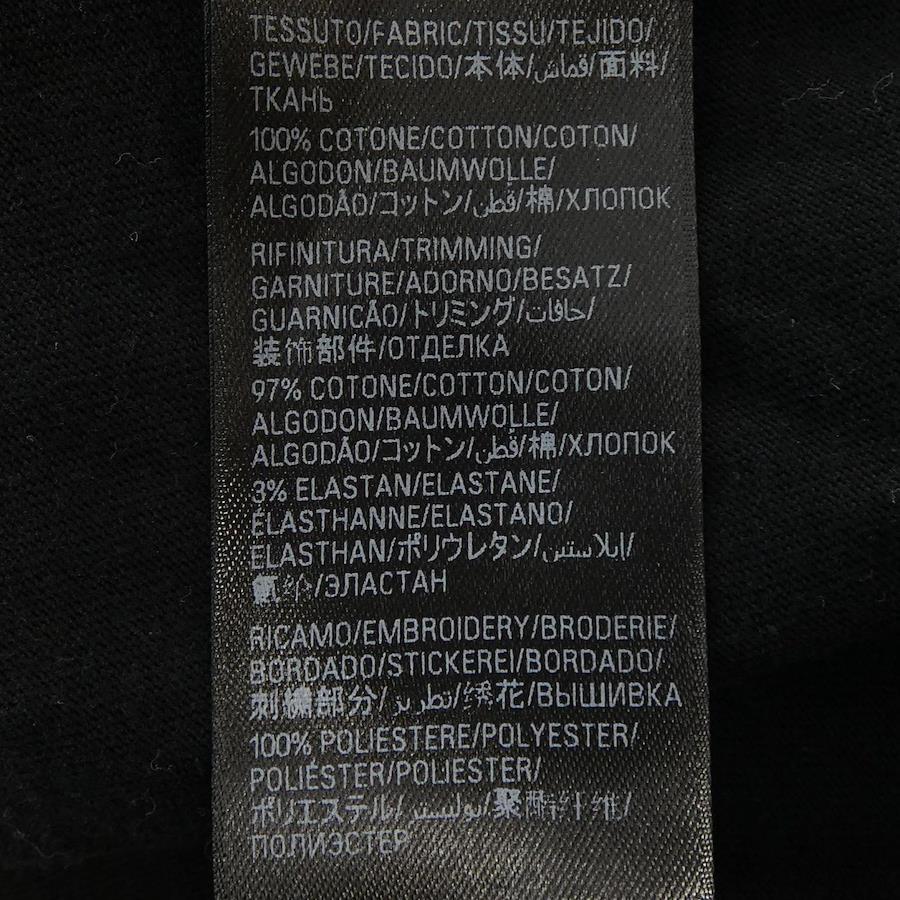 TESSUTO/FABRIC/TISSU/TEJIDO/
GEWEBE/TECIDO/本体/قماش/面料/
ТКАНЬ
100% COTONE/COTTON/COTON/
ALGODON/BAUMWOLLE/
ALGODÃO/コットン/قطن/棉/ХЛОПОК
RIFINITURA/TRIMMING/
GARNITURE/ADORNO/BESATZ/
GUARNICÃO/トリミング/حافات/
装饰部件/ОТДЕЛКА
97% COTONE/COTTON/COTON/
ALGODON/BAUMWOLLE/
ALGODÃO/コットン/قطن/棉/ХЛОПОК
3% ELASTAN/ELASTANE/
ÉLASTHANNE/ELASTANO/
ELASTHAN/ポリウレタン/إيلاستين/
氨纶/ЭЛАСТАН
RICAMO/EMBROIDERY/BRODERIE/
BORDADO/STICKEREI/BORDADO/
刺繍部分/تطريز/绣花/ВЫШИВКА
100% POLIESTERE/POLYESTER/
POLIÉSTER/POLIESTER/
ポリエステル/بوليستر/聚酯纤维/
ПОЛИЭСТЕР